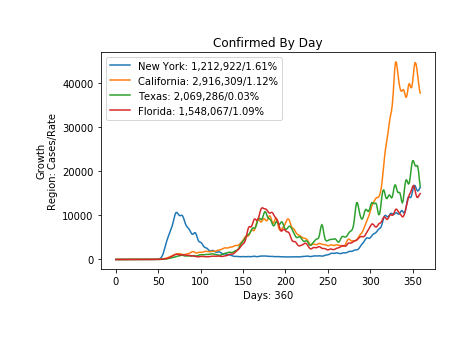 Confirmed By Day
New York: 1,212,922/1.61%
California: 2,916,309/1.12%
Texas: 2,069,286/0.03%
Florida: 1,548,067/1.09%
Growth
Region: Cases/Rate
40000
30000
20000
10000
0
0 50 100 150 200 250 300 350
Days: 360